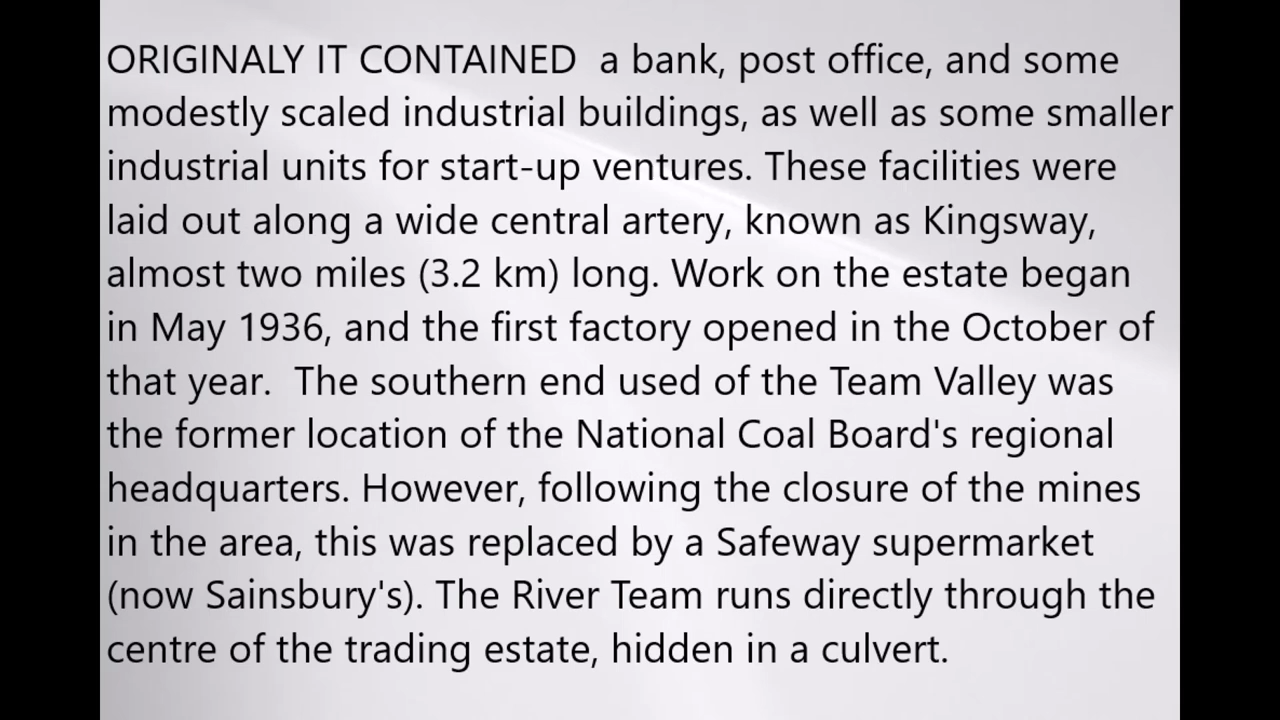 ORIGINALY IT CONTAINED  a bank, post office, and some
modestly scaled industrial buildings, as well as some smaller
industrial units for start-up ventures. These facilities were
laid out along a wide central artery, known as Kingsway,
almost two miles (3.2 km) long. Work on the estate began
in May 1936, and the first factory opened in the October of
that year.  The southern end used of the Team Valley was
the former location of the National Coal Board's regional
headquarters. However, following the closure of the mines
in the area, this was replaced by a Safeway supermarket
(now Sainsbury's). The River Team runs directly through the
centre of the trading estate, hidden in a culvert.